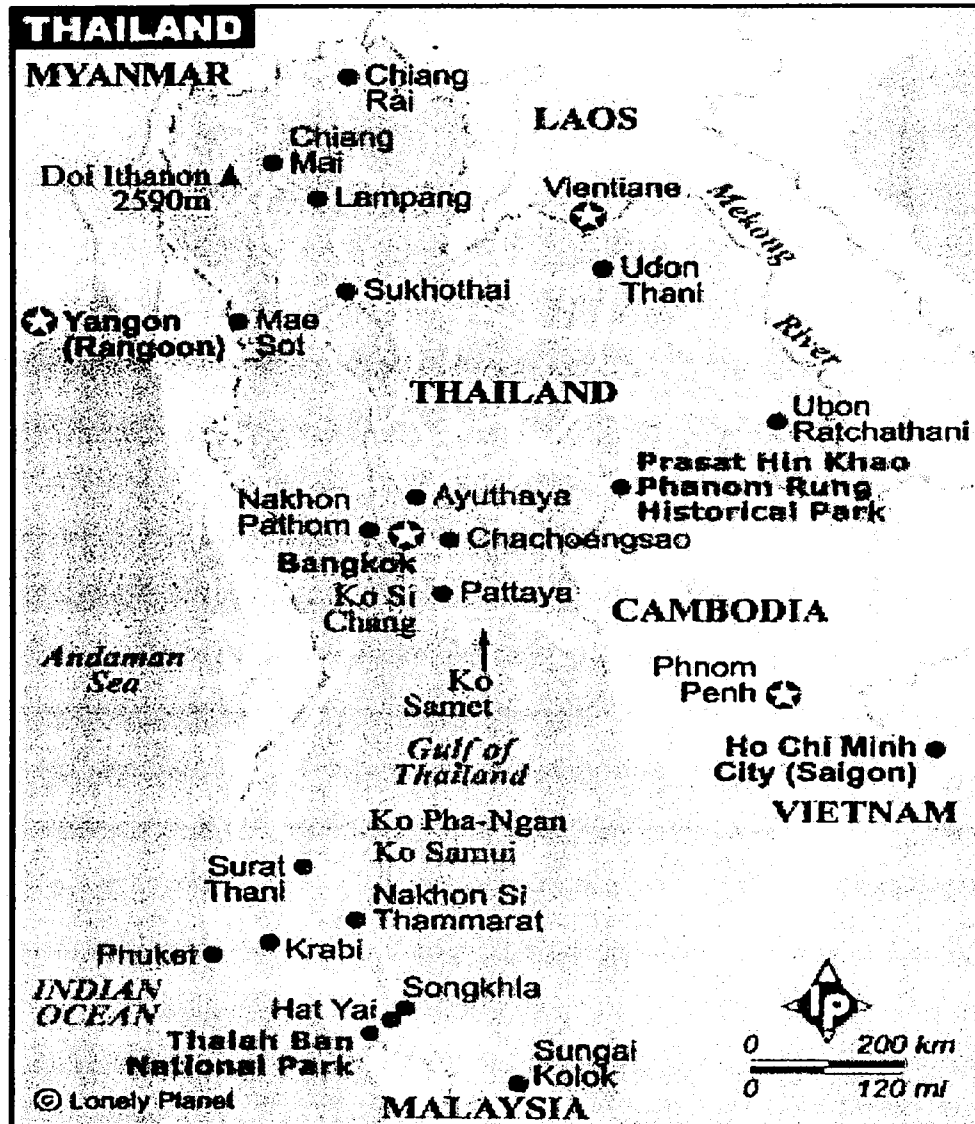 THAILAND
MYANMAR
Chiang
Rai
LAOS
Chiang
Mai
Doi Ithanon
2590m
Lampang
Vientiane
Mekong
River
Udon
Thani
Sukhothai
Yangon
(Rangoon)
Mae
Sot
THAILAND
Ubon
Ratchathani
Prasat Hin Khao
Phanom Rung
Historical Park
Ayuthaya
Nakhon
Pathom
Chachoengsao
Bangkok
Ko Si
Chang
Pattaya
CAMBODIA
Andaman
Sea
Ko
Samet
Phnom
Penh
Gulf of
Thailand
Ho Chi Minh
City (Saigon)
VIETNAM
Ko Pha-Ngan
Ko Samui
Surat
Thani
Nakhon Si
Thammarat
Phuket
Krabi
INDIAN
OCEAN
Songkhla
Hat Yai
Thalah Ban
National Park
Sungai
Kolok
lp
0 200 km
0 120 mi
© Lonely Planet
MALAYSIA